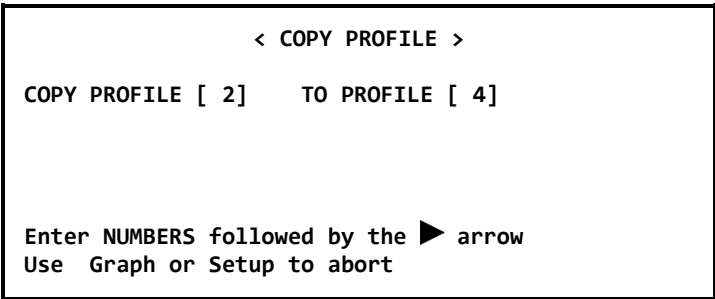 < COPY PROFILE >
COPY PROFILE [ 2]    TO PROFILE [ 4]
Enter NUMBERS followed by the ▶ arrow
Use  Graph or Setup to abort